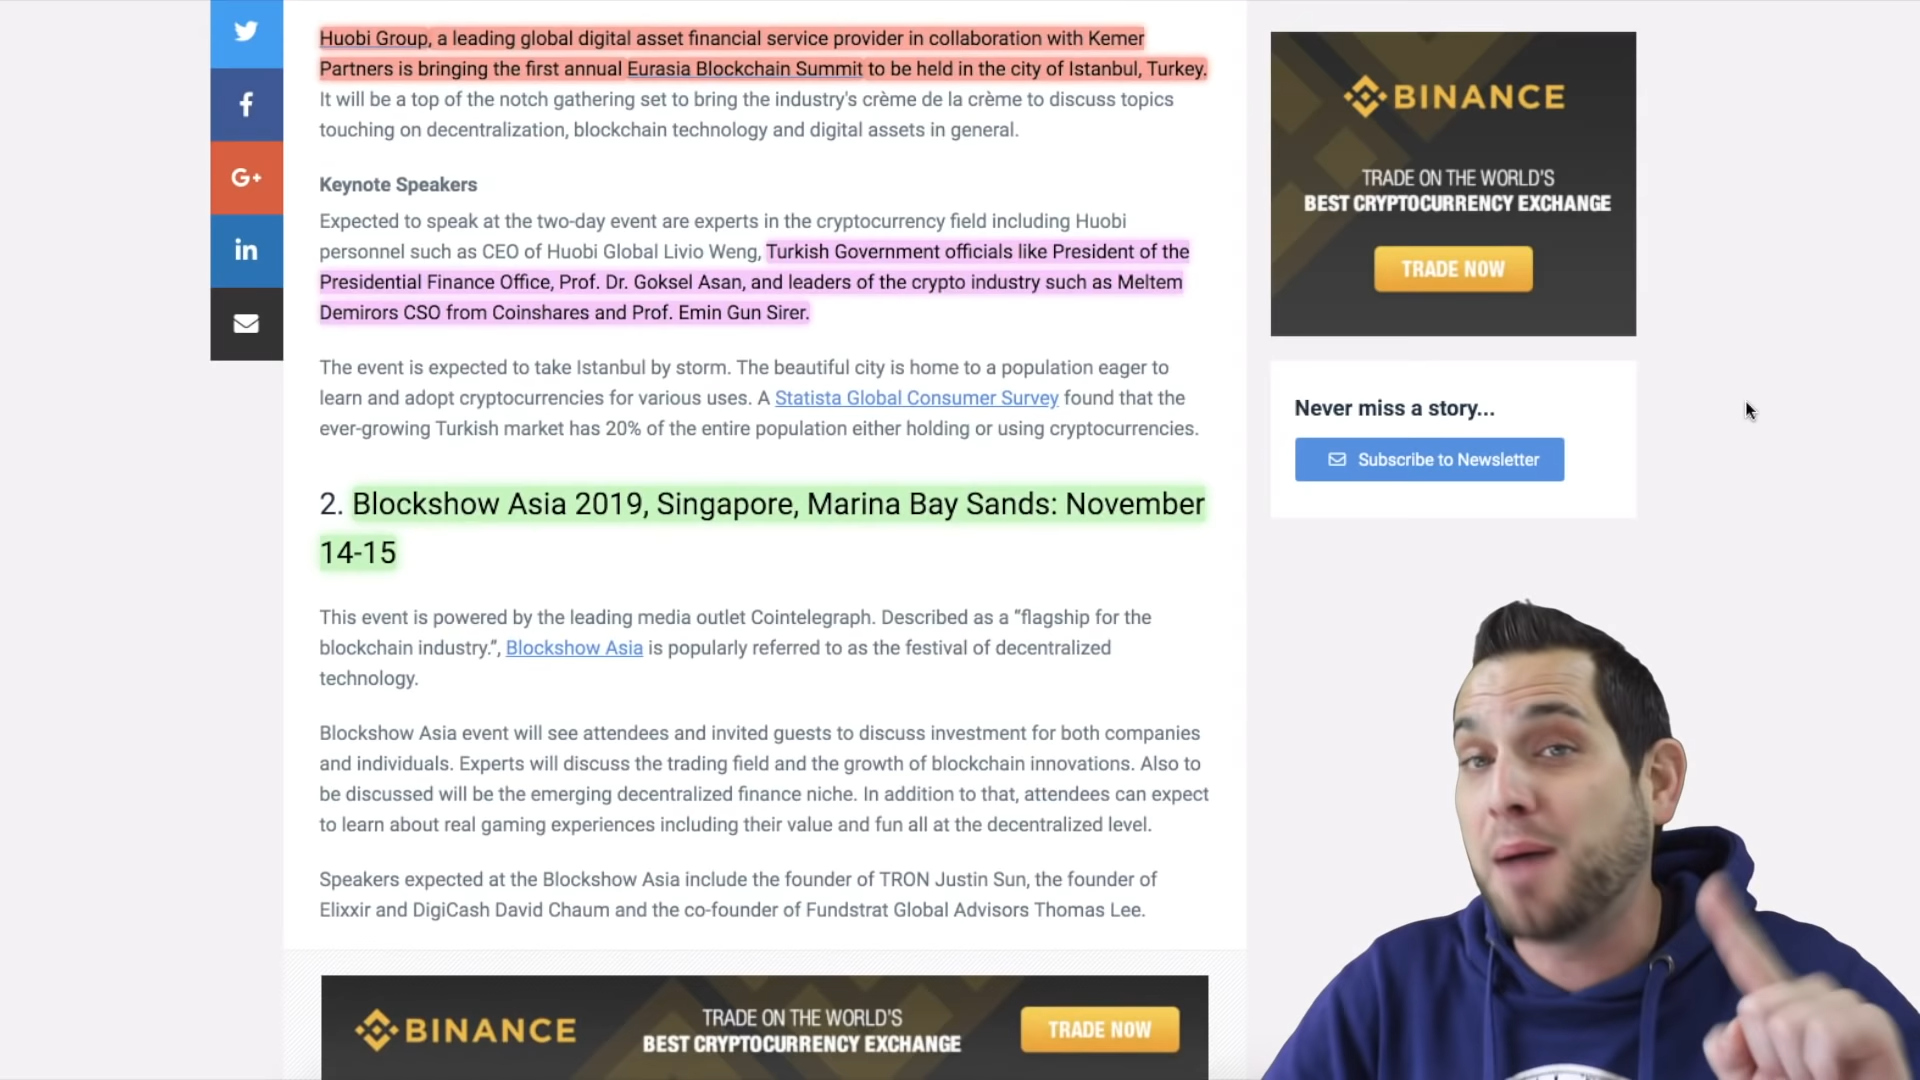 Huobi Group, a leading global digital asset financial service provider in collaboration with Kemer
Partners is bringing the first annual Eurasia Blockchain Summit to be held in the city of Istanbul, Turkey.
It will be a top of the notch gathering set to bring the industry's crème de la crème to discuss topics
touching on decentralization, blockchain technology and digital assets in general.
Keynote Speakers
Expected to speak at the two-day event are experts in the cryptocurrency field including Huobi
personnel such as CEO of Huobi Global Livio Weng, Turkish Government officials like President of the
Presidential Finance Office, Prof. Dr. Goksel Asan, and leaders of the crypto industry such as Meltem
Demirors CSO from Coinshares and Prof. Emin Gun Sirer.
The event is expected to take Istanbul by storm. The beautiful city is home to a population eager to
learn and adopt cryptocurrencies for various uses. A Statista Global Consumer Survey found that the
ever-growing Turkish market has 20% of the entire population either holding or using cryptocurrencies.
2. Blockshow Asia 2019, Singapore, Marina Bay Sands: November
14-15
This event is powered by the leading media outlet Cointelegraph. Described as a “flagship for the
blockchain industry.”, Blockshow Asia is popularly referred to as the festival of decentralized
technology.
Blockshow Asia event will see attendees and invited guests to discuss investment for both companies
and individuals. Experts will discuss the trading field and the growth of blockchain innovations. Also to
be discussed will be the emerging decentralized finance niche. In addition to that, attendees can expect
to learn about real gaming experiences including their value and fun all at the decentralized level.
Speakers expected at the Blockshow Asia include the founder of TRON Justin Sun, the founder of
Elixxir and DigiCash David Chaum and the co-founder of Fundstrat Global Advisors Thomas Lee.
BINANCE
TRADE ON THE WORLD'S
BEST CRYPTOCURRENCY EXCHANGE
TRADE NOW
BINANCE
TRADE ON THE WORLD'S
BEST CRYPTOCURRENCY EXCHANGE
TRADE NOW
Never miss a story...
Subscribe to Newsletter
f
G+
in